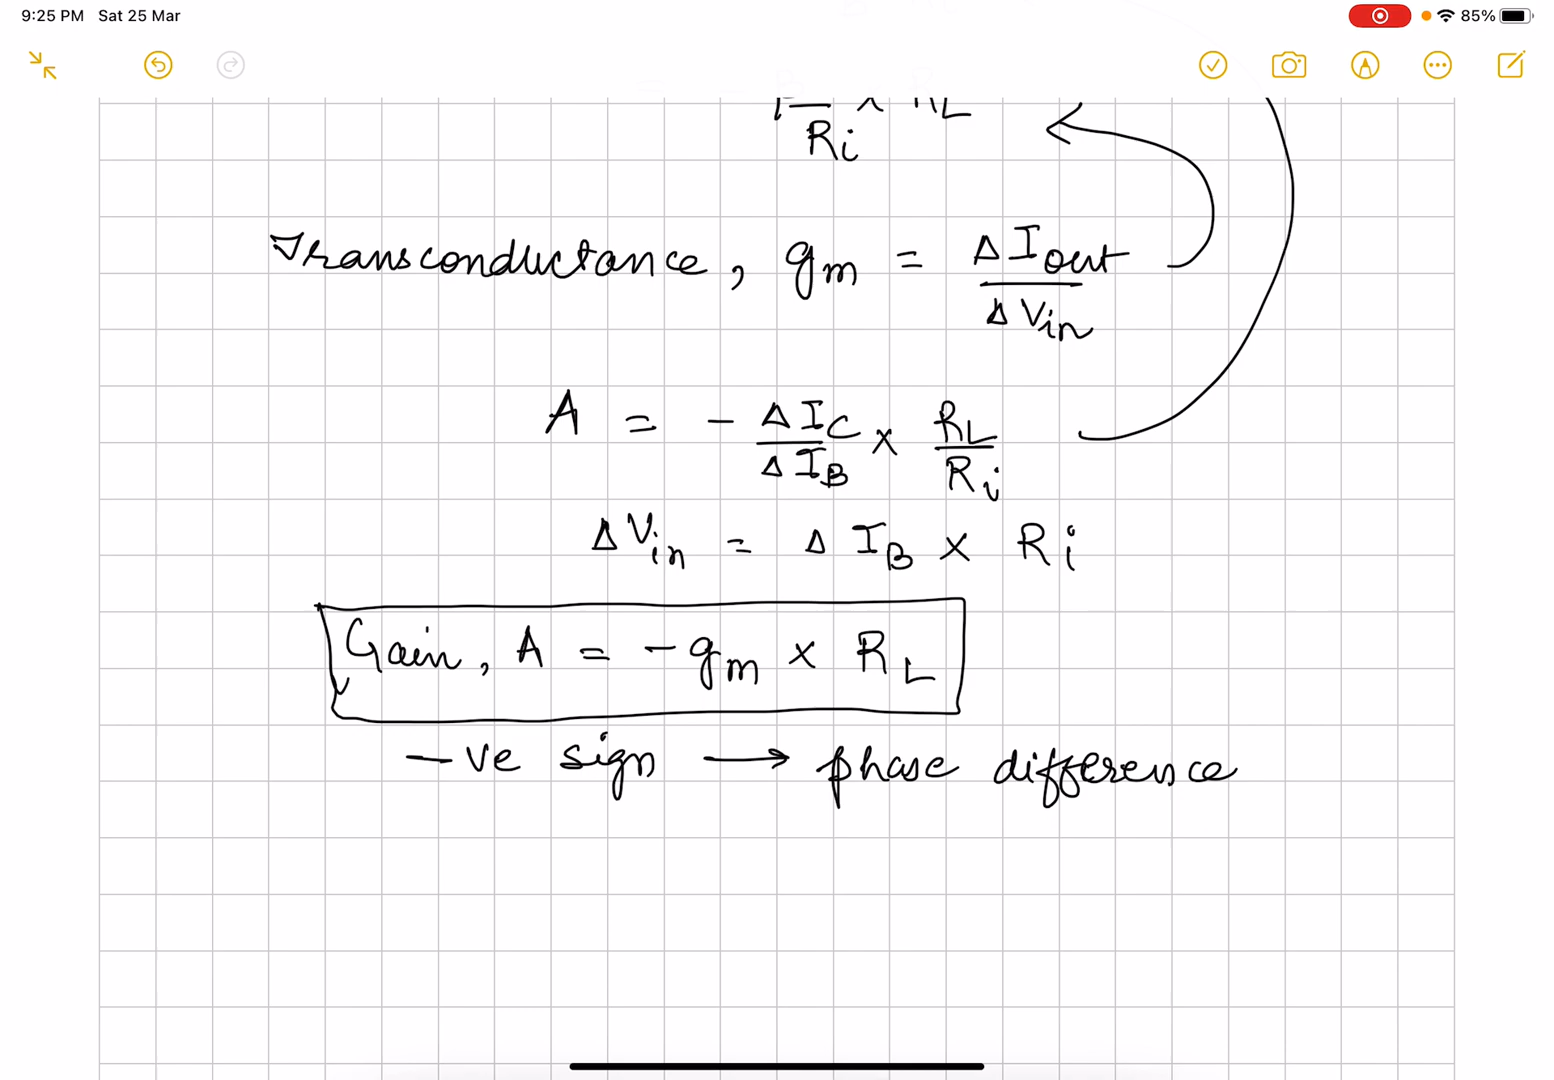 9:25 PM Sat 25 Mar 85%
Ri
Transconductance, gm = ΔIout / ΔVin
A = - ΔIC / ΔIB × RL / Ri
ΔVin = ΔIB × Ri
Gain, A = -gm × RL
-ve sign → phase difference